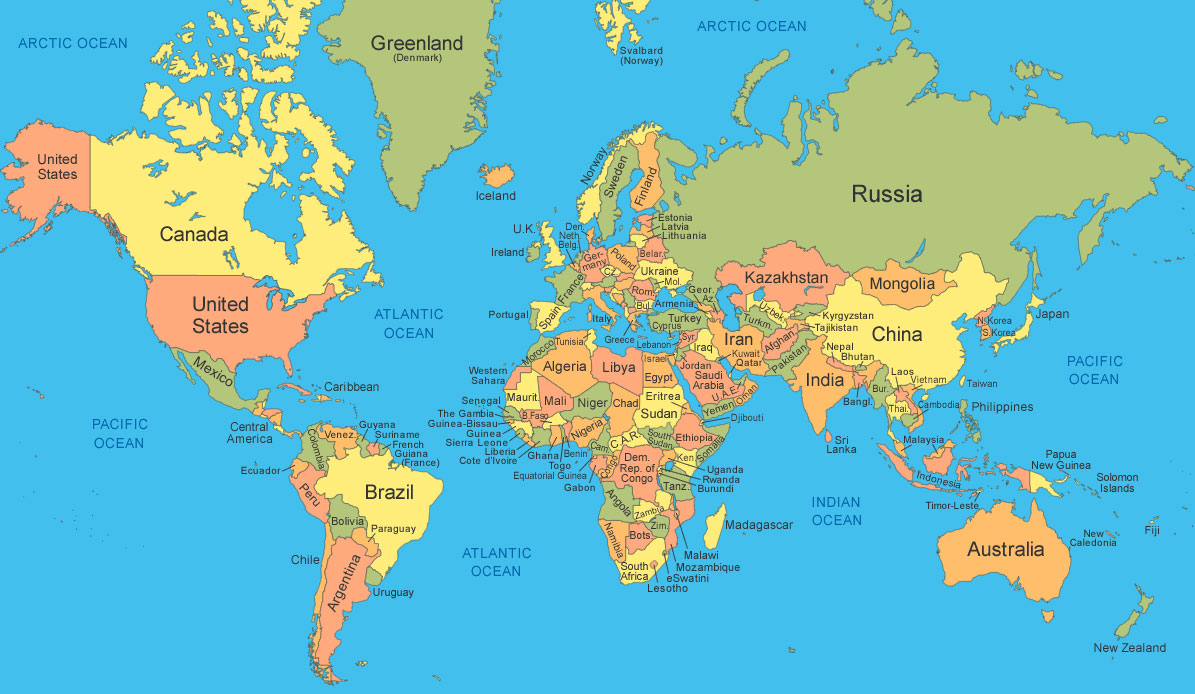 ARCTIC OCEAN
Greenland
(Denmark)
Svalbard
(Norway)
ARCTIC OCEAN
United
States
Canada
Iceland
Norway
Sweden
Finland
Russia
United
States
ATLANTIC
OCEAN
U.K.
Ireland
Den.
Neth.
Belg.
Estonia
Latvia
Lithuania
Ger-
many
Poland
Belar.
Cz.
Ukraine
Mol.
France
Rom.
Bul.
Portugal
Spain
Italy
Greece
Geor.
Armenia
Az.
Turkey
Cyprus
Lebanon
Syr.
Israel
Iraq
Jordan
Kuwait
Qatar
Iran
Saudi
Arabia
U.A.E.
Oman
Yemen
Kazakhstan
Uzbek.
Turkm.
Kyrgyzstan
Tajikistan
Afghan.
Pakistan
Mongolia
China
N.Korea
S.Korea
Japan
Nepal
Bhutan
India
Bangl.
Bur.
Laos
Vietnam
Thai.
Cambodia
Taiwan
Philippines
Sri
Lanka
Malaysia
Indonesia
Timor-Leste
Papua
New Guinea
Solomon
Islands
PACIFIC
OCEAN
Mexico
Caribbean
Central
America
PACIFIC
OCEAN
Venez.
Guyana
Suriname
French
Guiana
(France)
Colombia
Ecuador
Peru
Brazil
Bolivia
Paraguay
Chile
Argentina
Uruguay
ATLANTIC
OCEAN
Morocco
Tunisia
Algeria
Libya
Egypt
Western
Sahara
Maurit.
Mali
Niger
Chad
Sudan
Eritrea
Djibouti
Senegal
The Gambia
Guinea-Bissau
Guinea
Sierra Leone
Liberia
Cote d'Ivoire
B.Faso
Ghana
Togo
Benin
Nigeria
Equatorial Guinea
Cam.
Gabon
Congo
C.A.R.
South
Sudan
Ethiopia
Somalia
Dem.
Rep. of
Congo
Ken.
Uganda
Rwanda
Burundi
Tanz.
Angola
Zambia
Malawi
Mozambique
Zim.
Namibia
Bots
South
Africa
eSwatini
Lesotho
Madagascar
INDIAN
OCEAN
Australia
New
Caledonia
Fiji
New Zealand